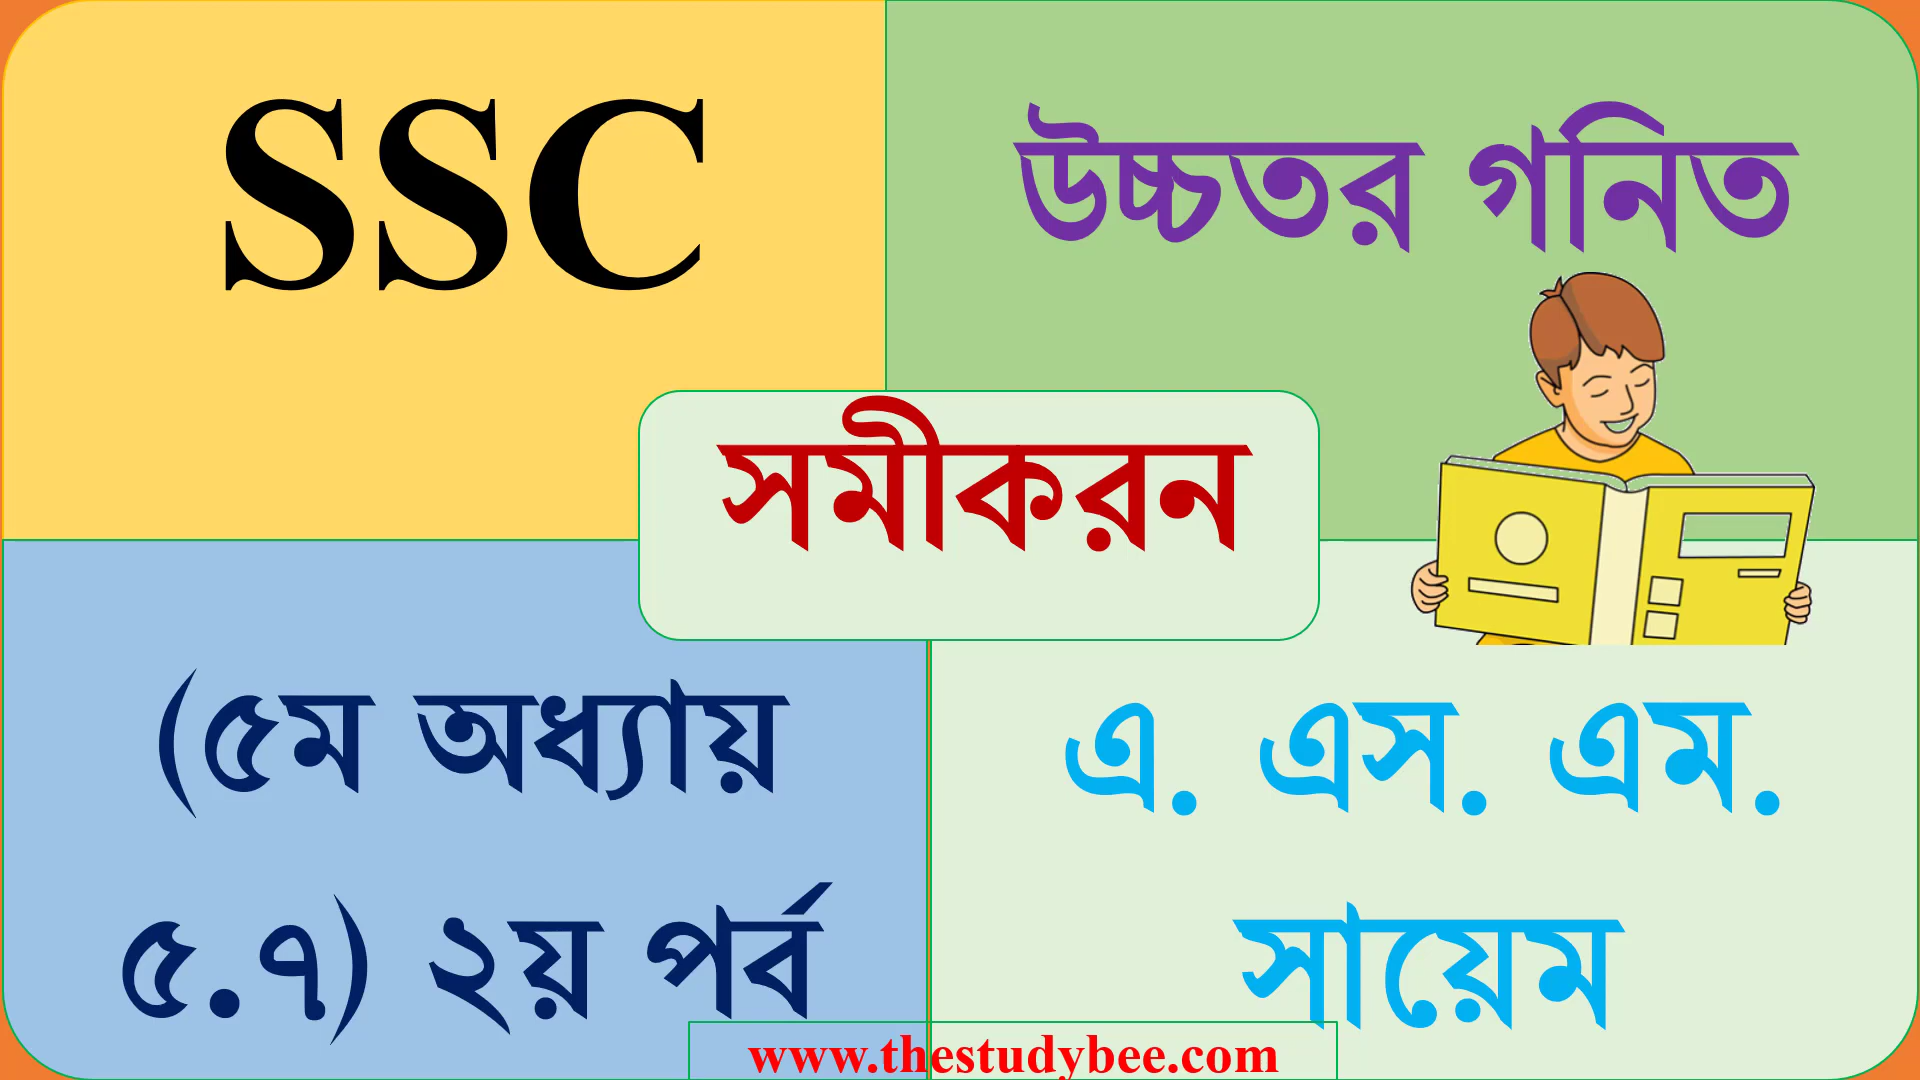 SSC
উচ্চতর গনিত
সমীকরন
(৫ম অধ্যায়
৫.৭) ২য় পর্ব
এ. এস. এম.
সায়েম
www.thestudybee.com